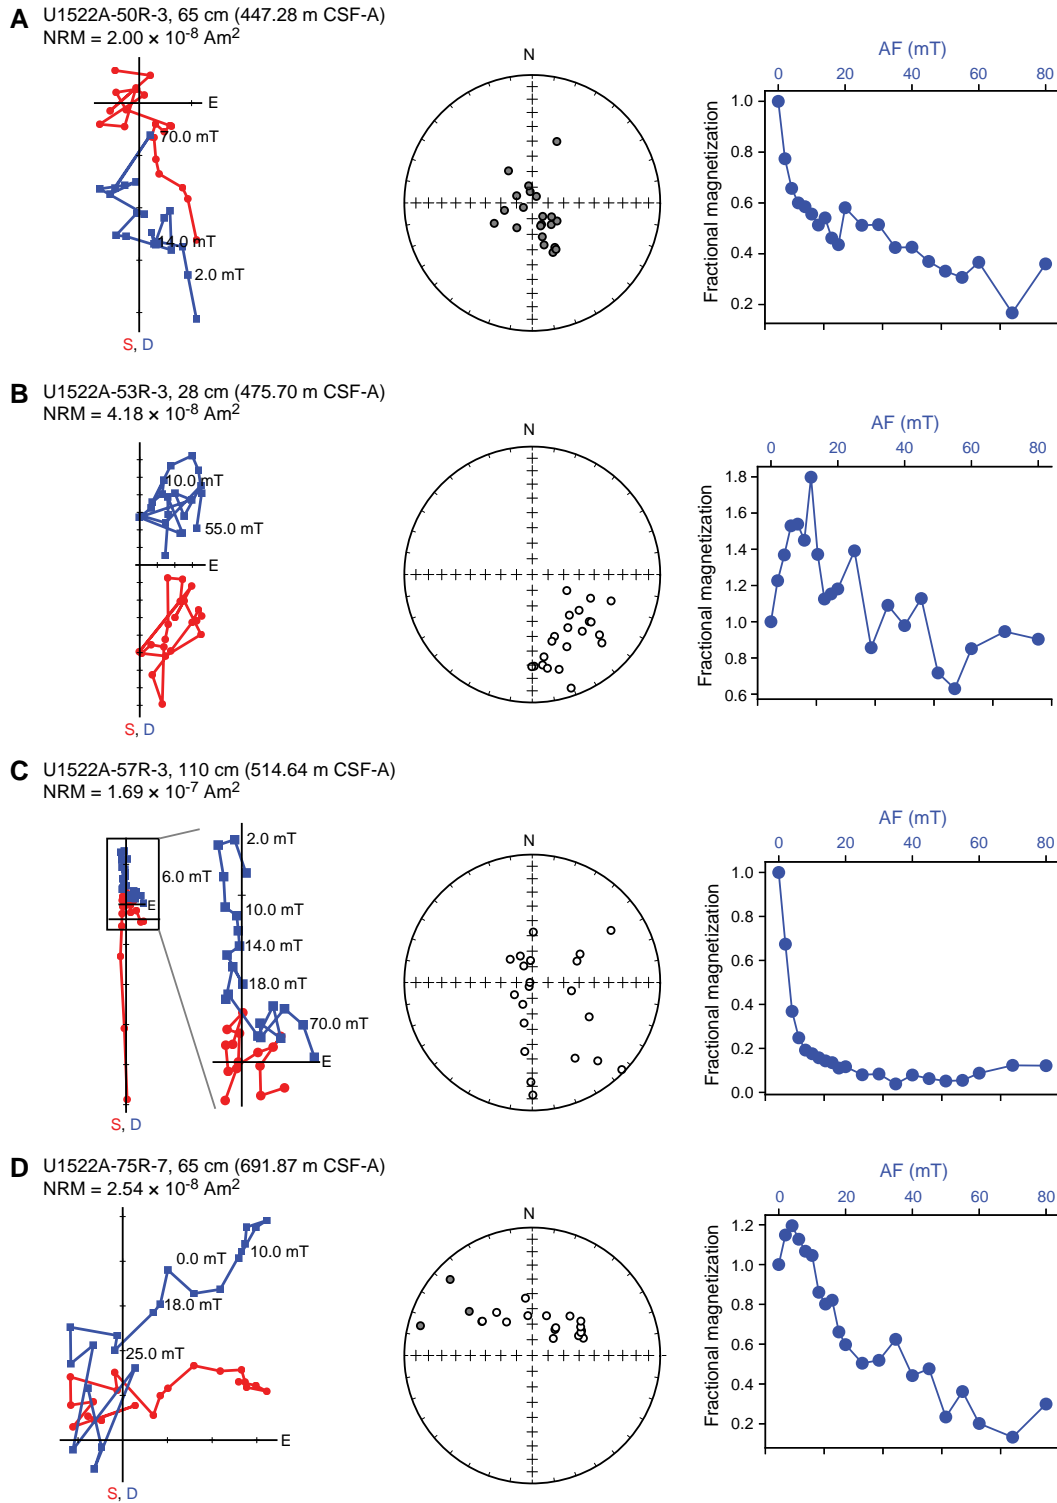 A U1522A-50R-3, 65 cm (447.28 m CSF-A)
NRM = 2.00 × 10-8 Am2
E
70.0 mT
14.0 mT
2.0 mT
S, D
N
AF (mT)
0 20 40 60 80
Fractional magnetization
1.0
0.8
0.6
0.4
0.2
B U1522A-53R-3, 28 cm (475.70 m CSF-A)
NRM = 4.18 × 10-8 Am2
10.0 mT
55.0 mT
E
S, D
N
AF (mT)
0 20 40 60 80
Fractional magnetization
1.8
1.6
1.4
1.2
1.0
0.8
0.6
C U1522A-57R-3, 110 cm (514.64 m CSF-A)
NRM = 1.69 × 10-7 Am2
6.0 mT
E
2.0 mT
10.0 mT
14.0 mT
18.0 mT
70.0 mT
E
S, D
N
AF (mT)
0 20 40 60 80
Fractional magnetization
1.0
0.8
0.6
0.4
0.2
0.0
D U1522A-75R-7, 65 cm (691.87 m CSF-A)
NRM = 2.54 × 10-8 Am2
0.0 mT
10.0 mT
18.0 mT
25.0 mT
E
S, D
N
AF (mT)
0 20 40 60 80
Fractional magnetization
1.2
1.0
0.8
0.6
0.4
0.2